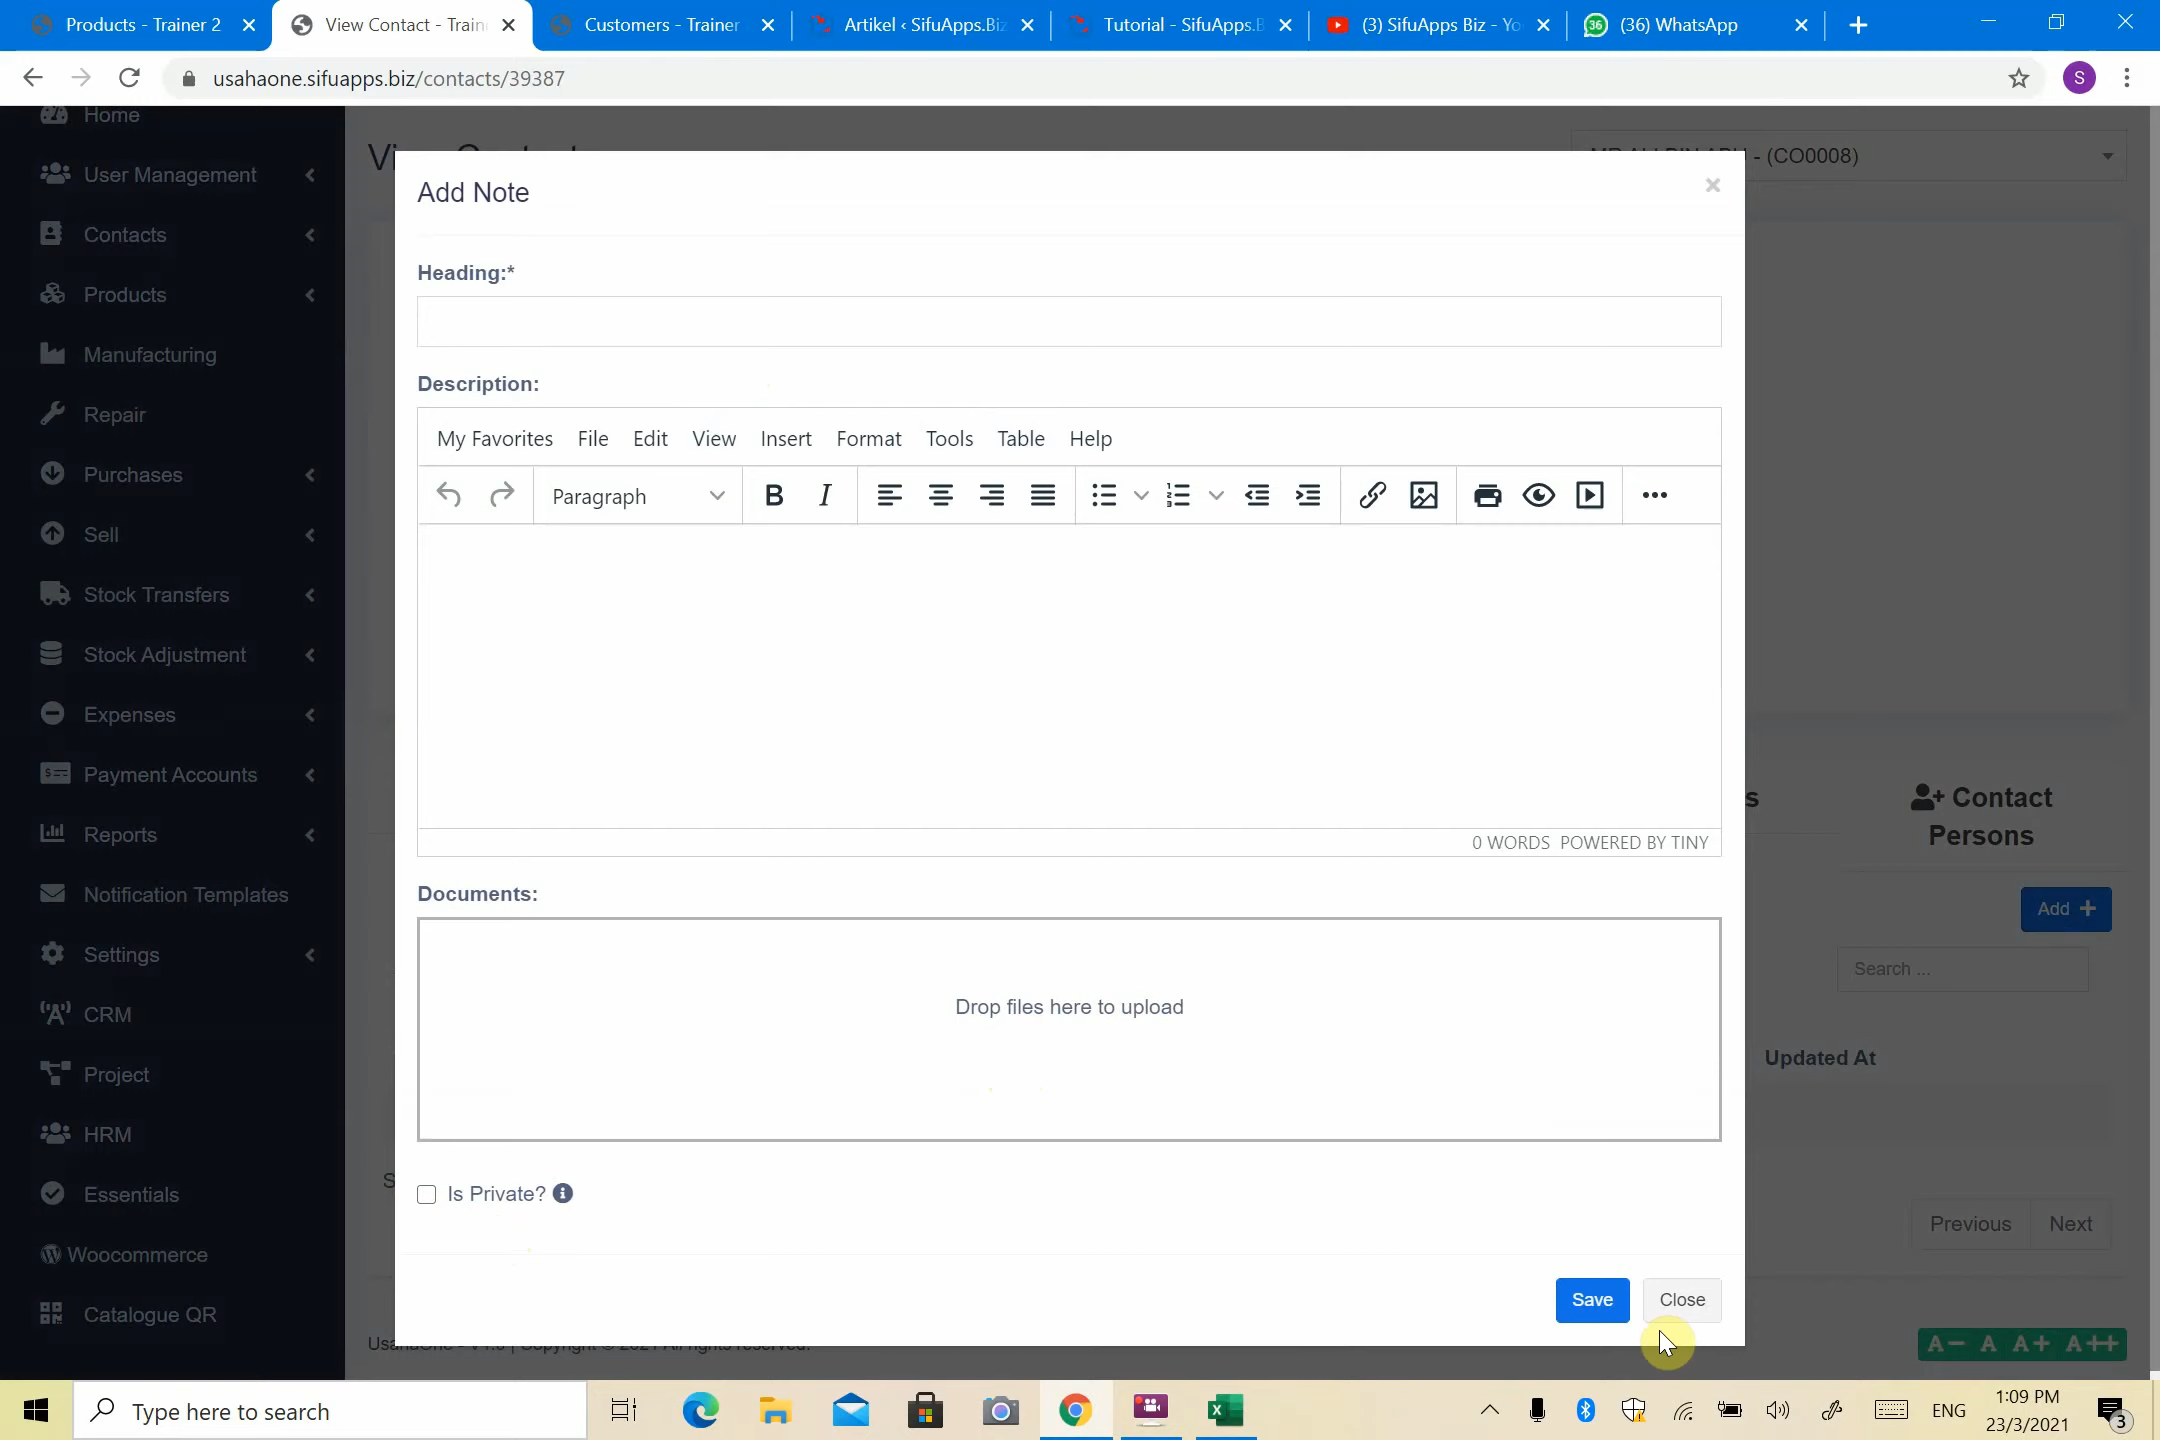 Products - Trainer 2
View Contact - Train
Customers - Trainer
Artikel ‹ SifuApps.Biz
Tutorial - SifuApps.B
(3) SifuApps Biz - Yo
36
(36) WhatsApp
usahaone.sifuapps.biz/contacts/39387
S
Home
User Management
Contacts
Products
Manufacturing
Repair
Purchases
Sell
Stock Transfers
Stock Adjustment
Expenses
Payment Accounts
Reports
Notification Templates
Settings
CRM
Project
HRM
Essentials
Woocommerce
Catalogue QR
- (CO0008)
Add Note
×
Heading:*
Description:
My Favorites File Edit View Insert Format Tools Table Help
Paragraph B I
0 WORDS POWERED BY TINY
Documents:
Drop files here to upload
Is Private?
Save Close
Contact
Persons
Add +
Search ...
Updated At
Previous Next
A- A A+ A++
Type here to search
ENG
1:09 PM
23/3/2021
3